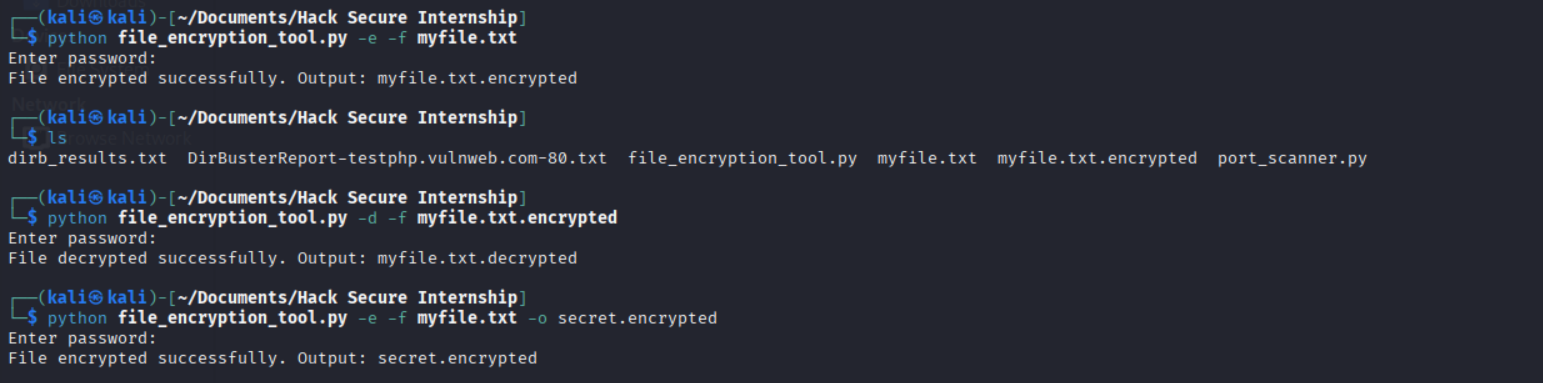 ┌──(kali㉿kali)-[~/Documents/Hack Secure Internship]
└─$ python file_encryption_tool.py -e -f myfile.txt
Enter password:
File encrypted successfully. Output: myfile.txt.encrypted
Network
┌──(kali㉿kali)-[~/Documents/Hack Secure Internship]
└─$ ls
Browse Network
dirb_results.txt  DirBusterReport-testphp.vulnweb.com-80.txt  file_encryption_tool.py  myfile.txt  myfile.txt.encrypted  port_scanner.py
┌──(kali㉿kali)-[~/Documents/Hack Secure Internship]
└─$ python file_encryption_tool.py -d -f myfile.txt.encrypted
Enter password:
File decrypted successfully. Output: myfile.txt.decrypted
┌──(kali㉿kali)-[~/Documents/Hack Secure Internship]
└─$ python file_encryption_tool.py -e -f myfile.txt -o secret.encrypted
Enter password:
File encrypted successfully. Output: secret.encrypted